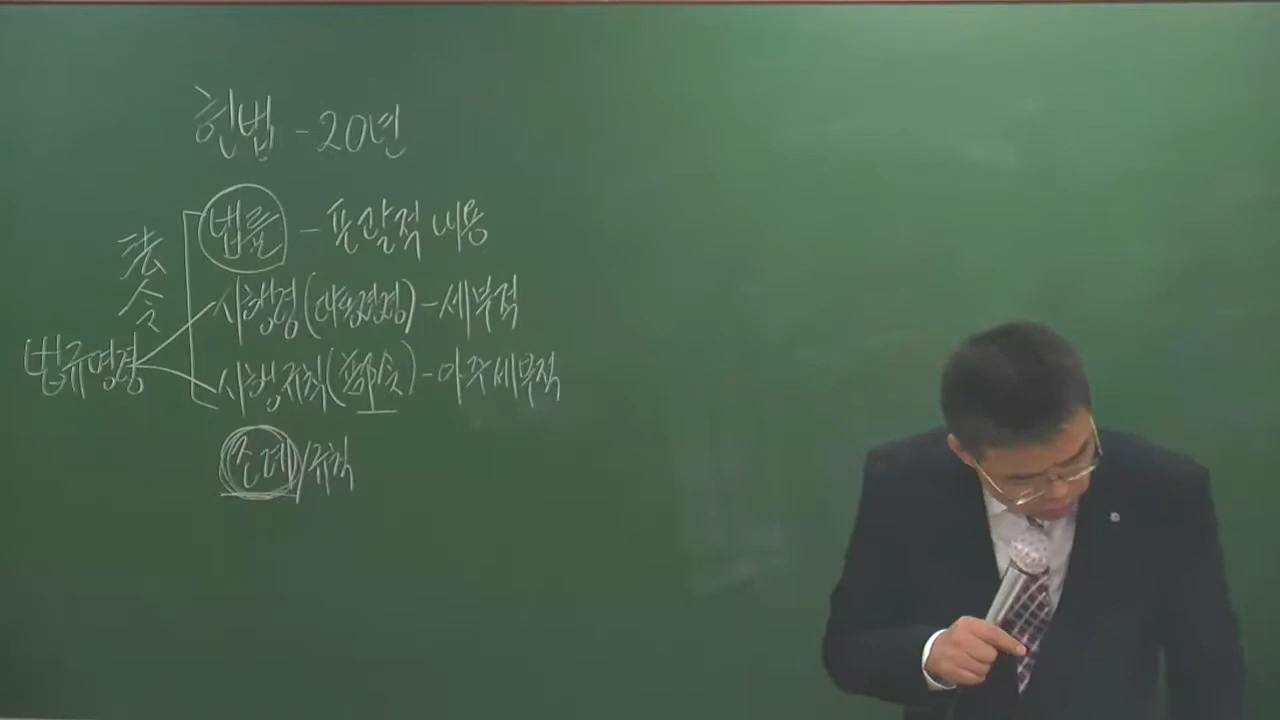 헌법 - 20년
법률 - 포괄적 내용
法令
시행령(대통령령) - 세부적
법규명령
시행규칙(부령) - 아주세부적
조례/규칙